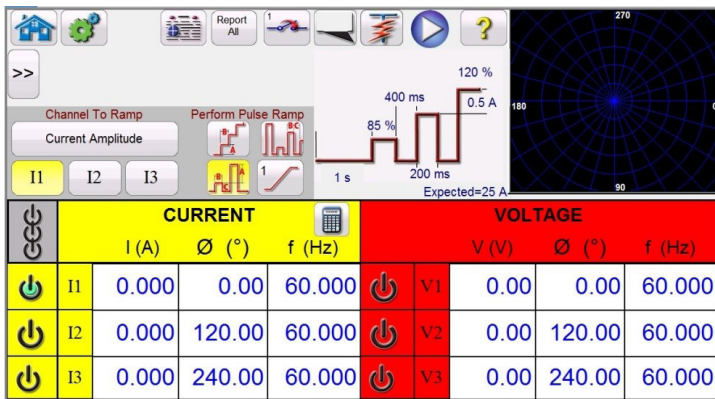 Report
All
1
?
>>
Channel To Ramp
Current Amplitude
I1 I2 I3
Perform Pulse Ramp
B
A
B C
B A
C
1
120 %
400 ms
0.5 A
85 %
1 s
200 ms
Expected=25 A
270
180
0
90
CURRENT
VOLTAGE
I (A) Ø (°) f (Hz)
V (V) Ø (°) f (Hz)
I1 0.000 0.00 60.000 V1 0.00 0.00 60.000
I2 0.000 120.00 60.000 V2 0.00 120.00 60.000
I3 0.000 240.00 60.000 V3 0.00 240.00 60.000